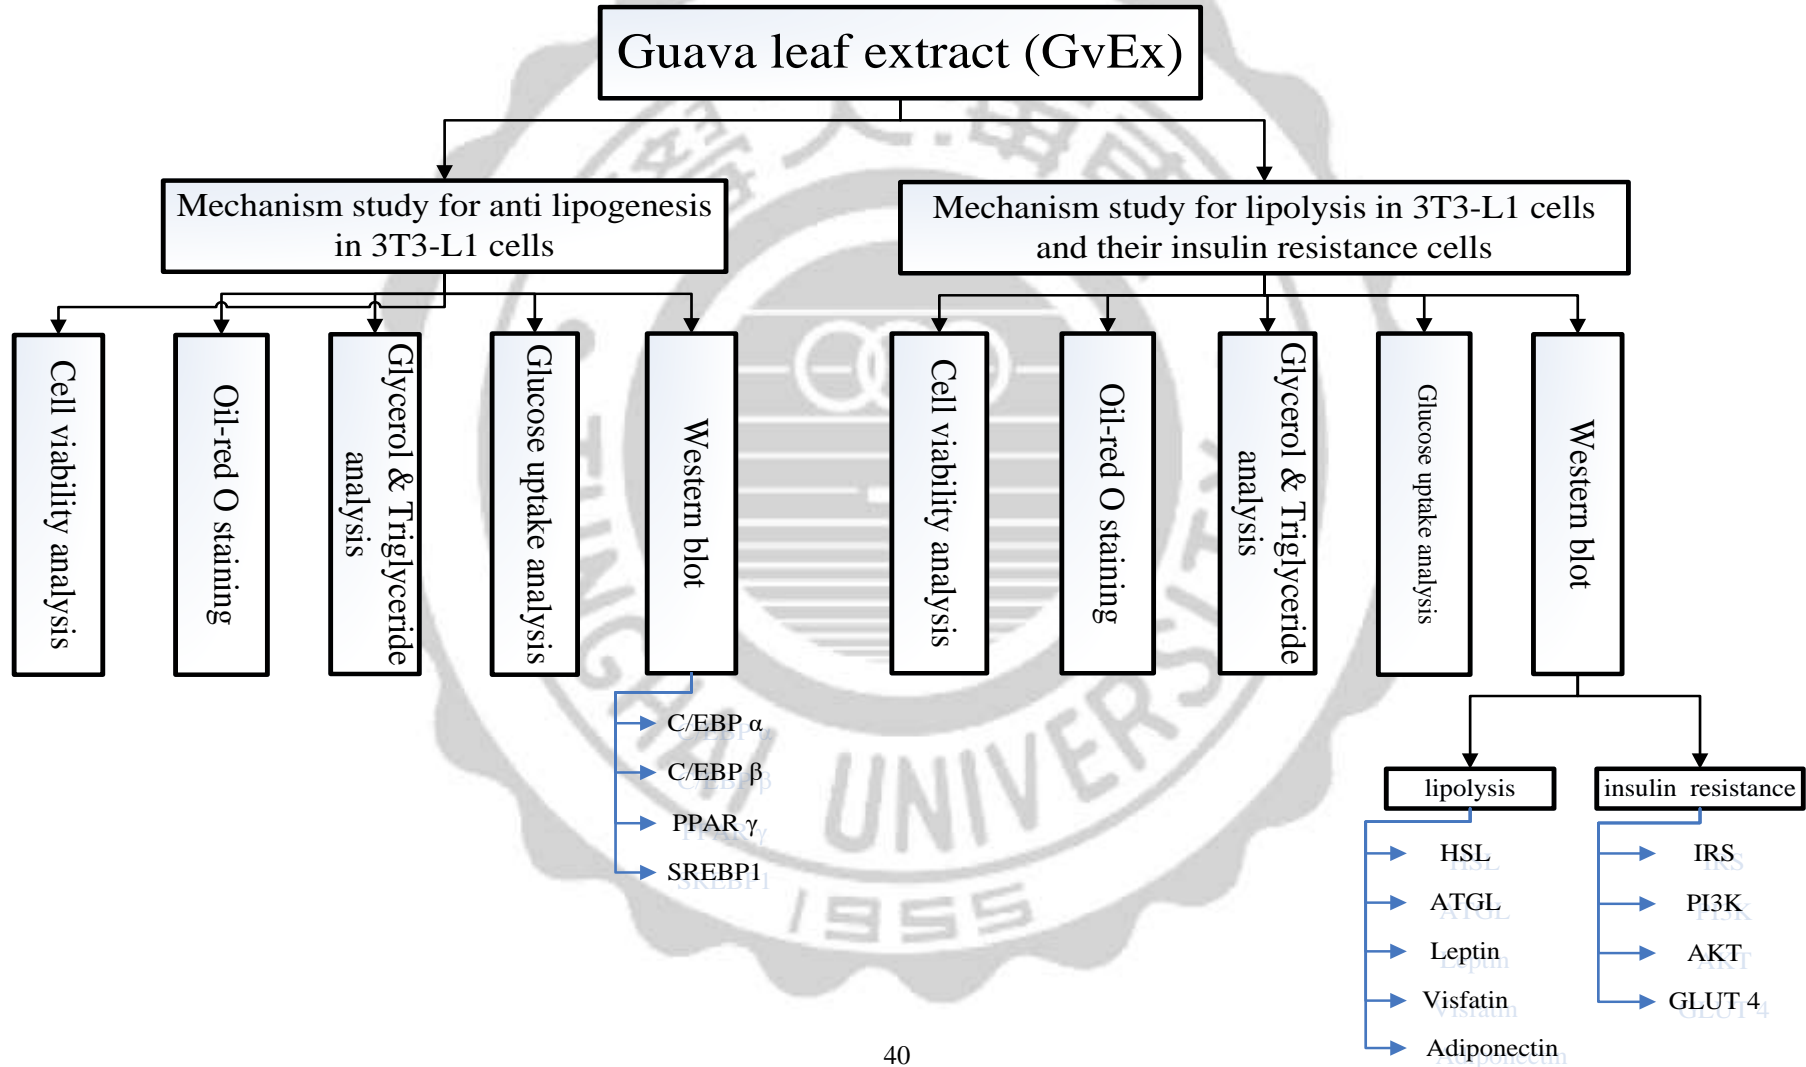 Guava leaf extract (GvEx)
Mechanism study for anti lipogenesis
in 3T3-L1 cells
Mechanism study for lipolysis in 3T3-L1 cells
and their insulin resistance cells
Cell viability analysis
Oil-red O staining
Glycerol & Triglyceride
analysis
Glucose uptake analysis
Western blot
Cell viability analysis
Oil-red O staining
Glycerol & Triglyceride
analysis
Glucose uptake analysis
Western blot
C/EBP α
C/EBP β
PPAR γ
SREBP1
lipolysis
insulin resistance
HSL
ATGL
Leptin
Visfatin
Adiponectin
IRS
PI3K
AKT
GLUT 4
TUNGHAI UNIVERSITY
1955
40